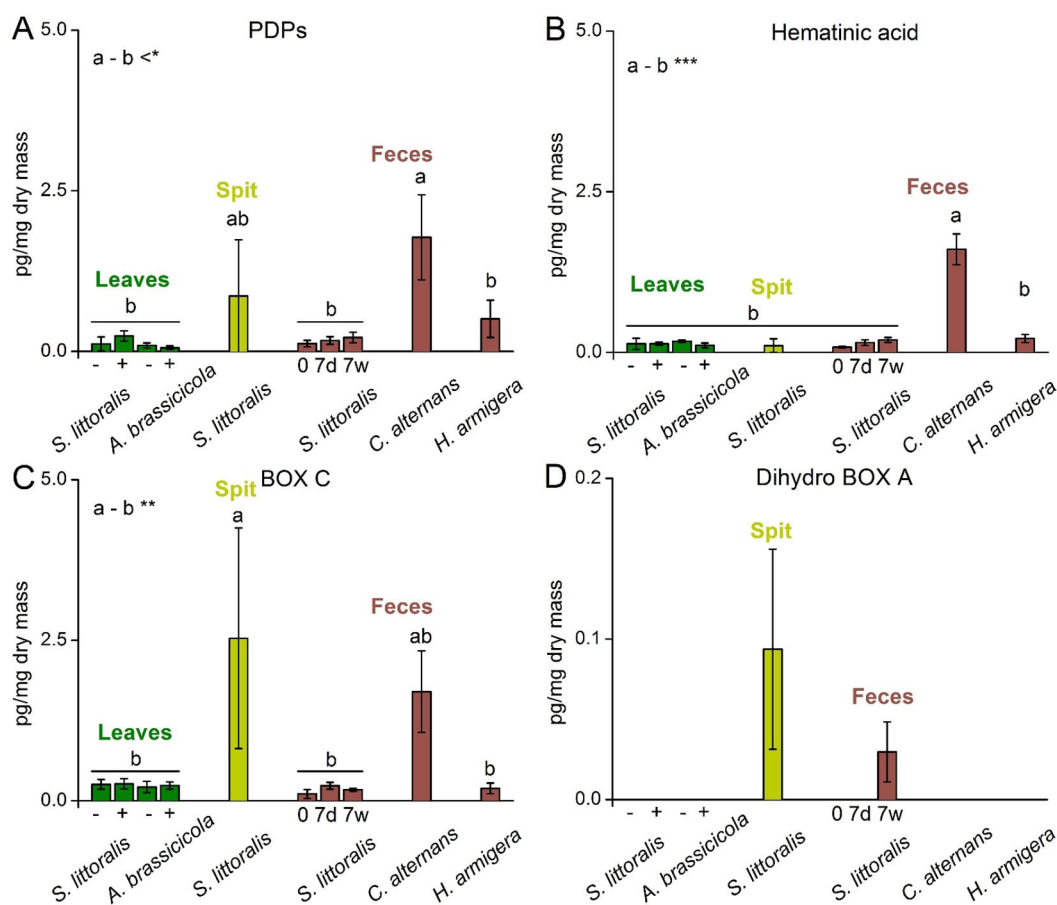 A
PDPs
5.0
a - b <*
Feces
a
Spit
2.5
ab
b
Leaves
b
b
0.0
- + - +
0 7d 7w
S. littoralis
A. brassicicola
S. littoralis
S. littoralis
C. alternans
H. armigera
pg/mg dry mass
B
Hematinic acid
5.0
a - b ***
Feces
2.5
a
Leaves
Spit
b
b
0.0
- + - +
0 7d 7w
S. littoralis
A. brassicicola
S. littoralis
S. littoralis
C. alternans
H. armigera
pg/mg dry mass
C
BOX C
5.0
Spit
a - b **
a
Feces
2.5
ab
Leaves
b
b
b
0.0
- + - +
0 7d 7w
S. littoralis
A. brassicicola
S. littoralis
S. littoralis
C. alternans
H. armigera
pg/mg dry mass
D
Dihydro BOX A
0.2
Spit
0.1
Feces
0.0
- + - +
0 7d 7w
S. littoralis
A. brassicicola
S. littoralis
S. littoralis
C. alternans
H. armigera
pg/mg dry mass